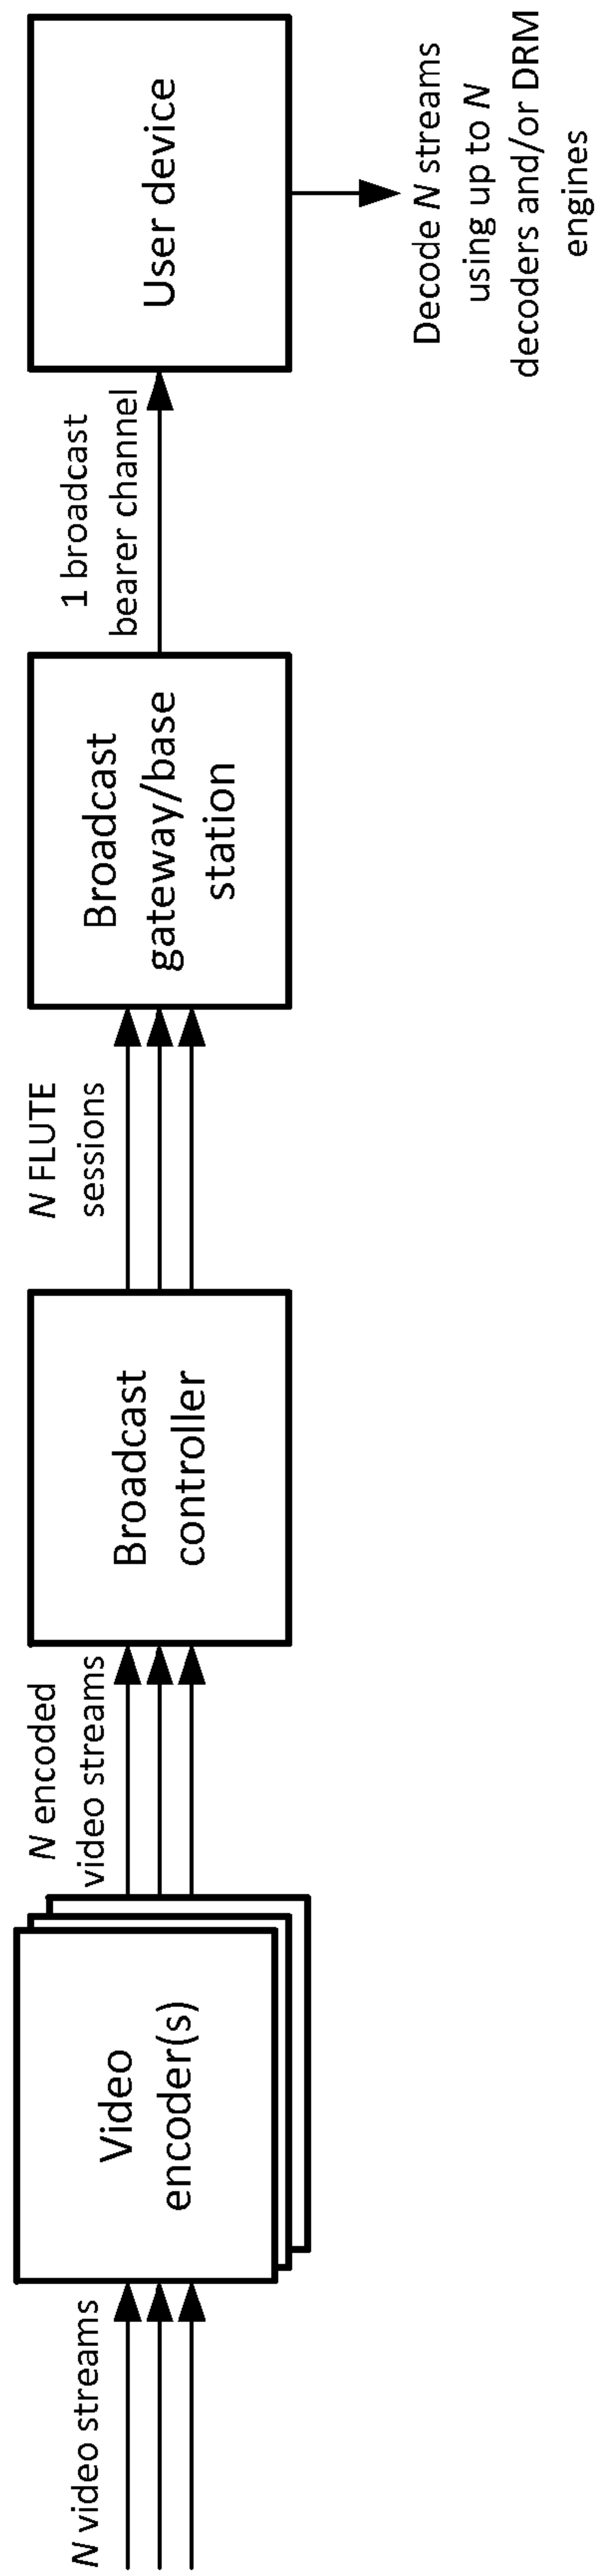 N video streams
Video
encoder(s)
N encoded
video streams
Broadcast
controller
N FLUTE
sessions
Broadcast
gateway/base
station
1 broadcast
bearer channel
User device
Decode N streams
using up to N
decoders and/or DRM
engines